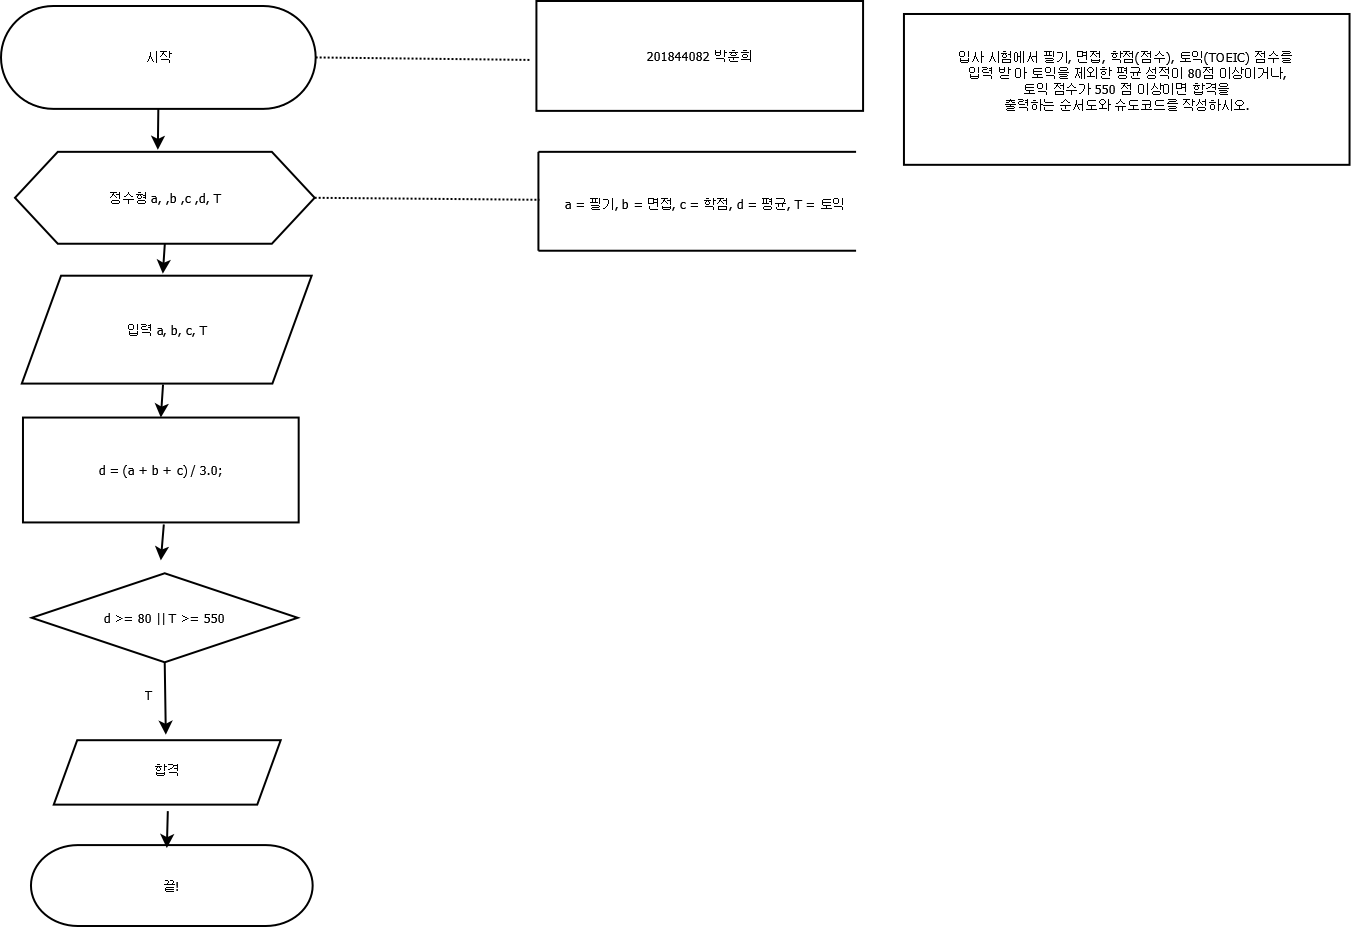 시작
201844082 박훈희
입사 시험에서 필기, 면접, 학점(점수), 토익(TOEIC) 점수를
입력 받 아 토익을 제외한 평균 성적이 80점 이상이거나,
토익 점수가 550 점 이상이면 합격을
출력하는 순서도와 슈도코드를 작성하시오.
정수형 a, ,b ,c ,d, T
a = 필기, b = 면접, c = 학점, d = 평균, T = 토익
입력 a, b, c, T
d = (a + b + c) / 3.0;
d >= 80 || T >= 550
T
합격
끝!